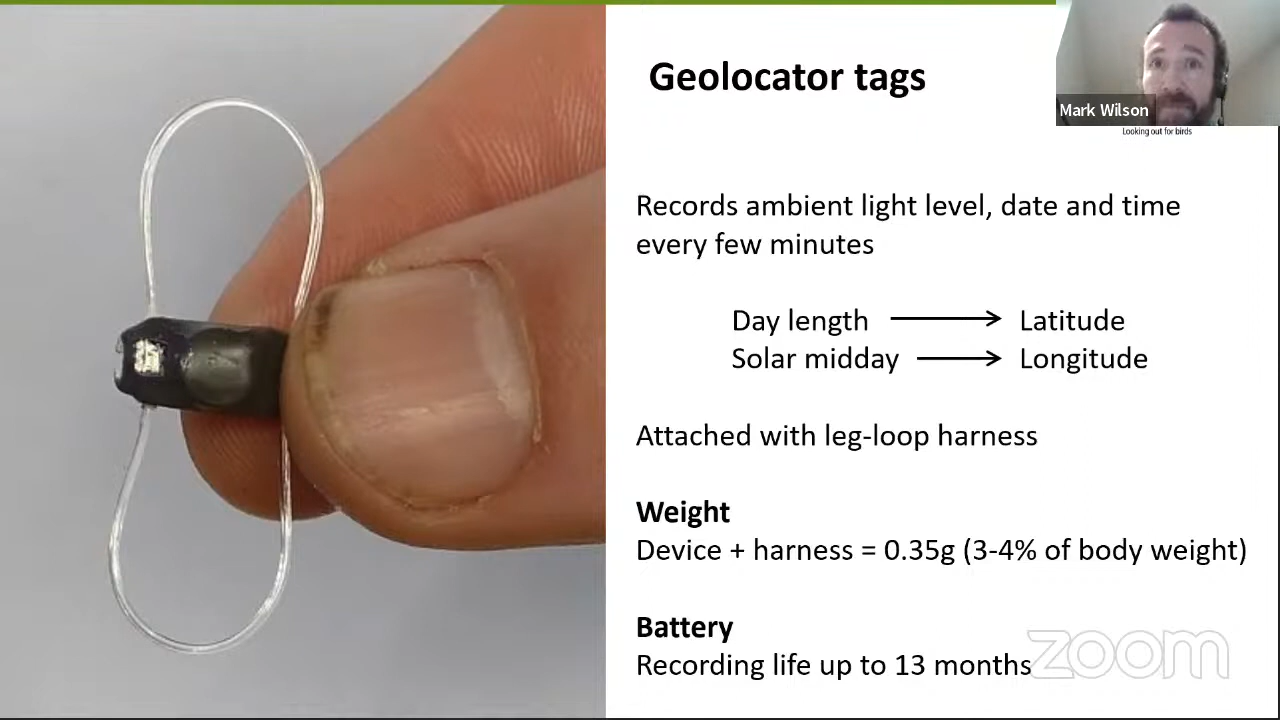 Geolocator tags
Mark Wilson
Looking out for birds
Records ambient light level, date and time
every few minutes
Day length → Latitude
Solar midday → Longitude
Attached with leg-loop harness
Weight
Device + harness = 0.35g (3-4% of body weight)
Battery
Recording life up to 13 months
zoom